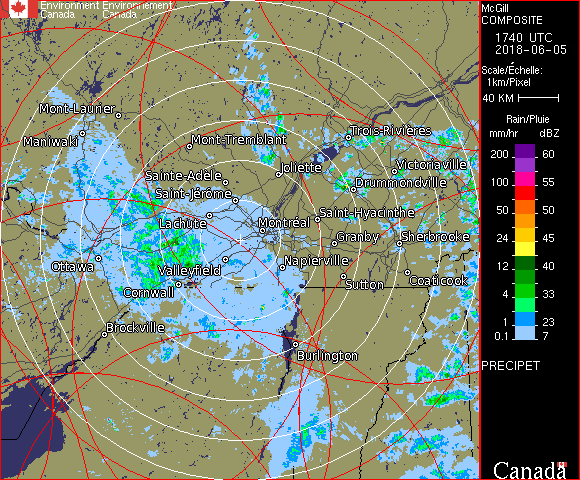 Environment Environnement
Canada Canada
McGill
COMPOSITE
1740 UTC
2018-06-05
Scale/Échelle:
1km/Pixel
40 KM
Rain/Pluie
mm/hr dBZ
200 60
100 55
50 50
24 45
12 40
4 33
1 23
0.1 7
PRECIPET
Canada
Mont-Laurier
Maniwaki
Mont-Tremblant
Trois-Rivières
Sainte-Adèle
Joliette
Victoriaville
Saint-Jérôme
Drummondville
Lachute
Montréal
Saint-Hyacinthe
Granby
Sherbrooke
Ottawa
Valleyfield
Napierville
Cornwall
Sutton
Coaticook
Brockville
Burlington